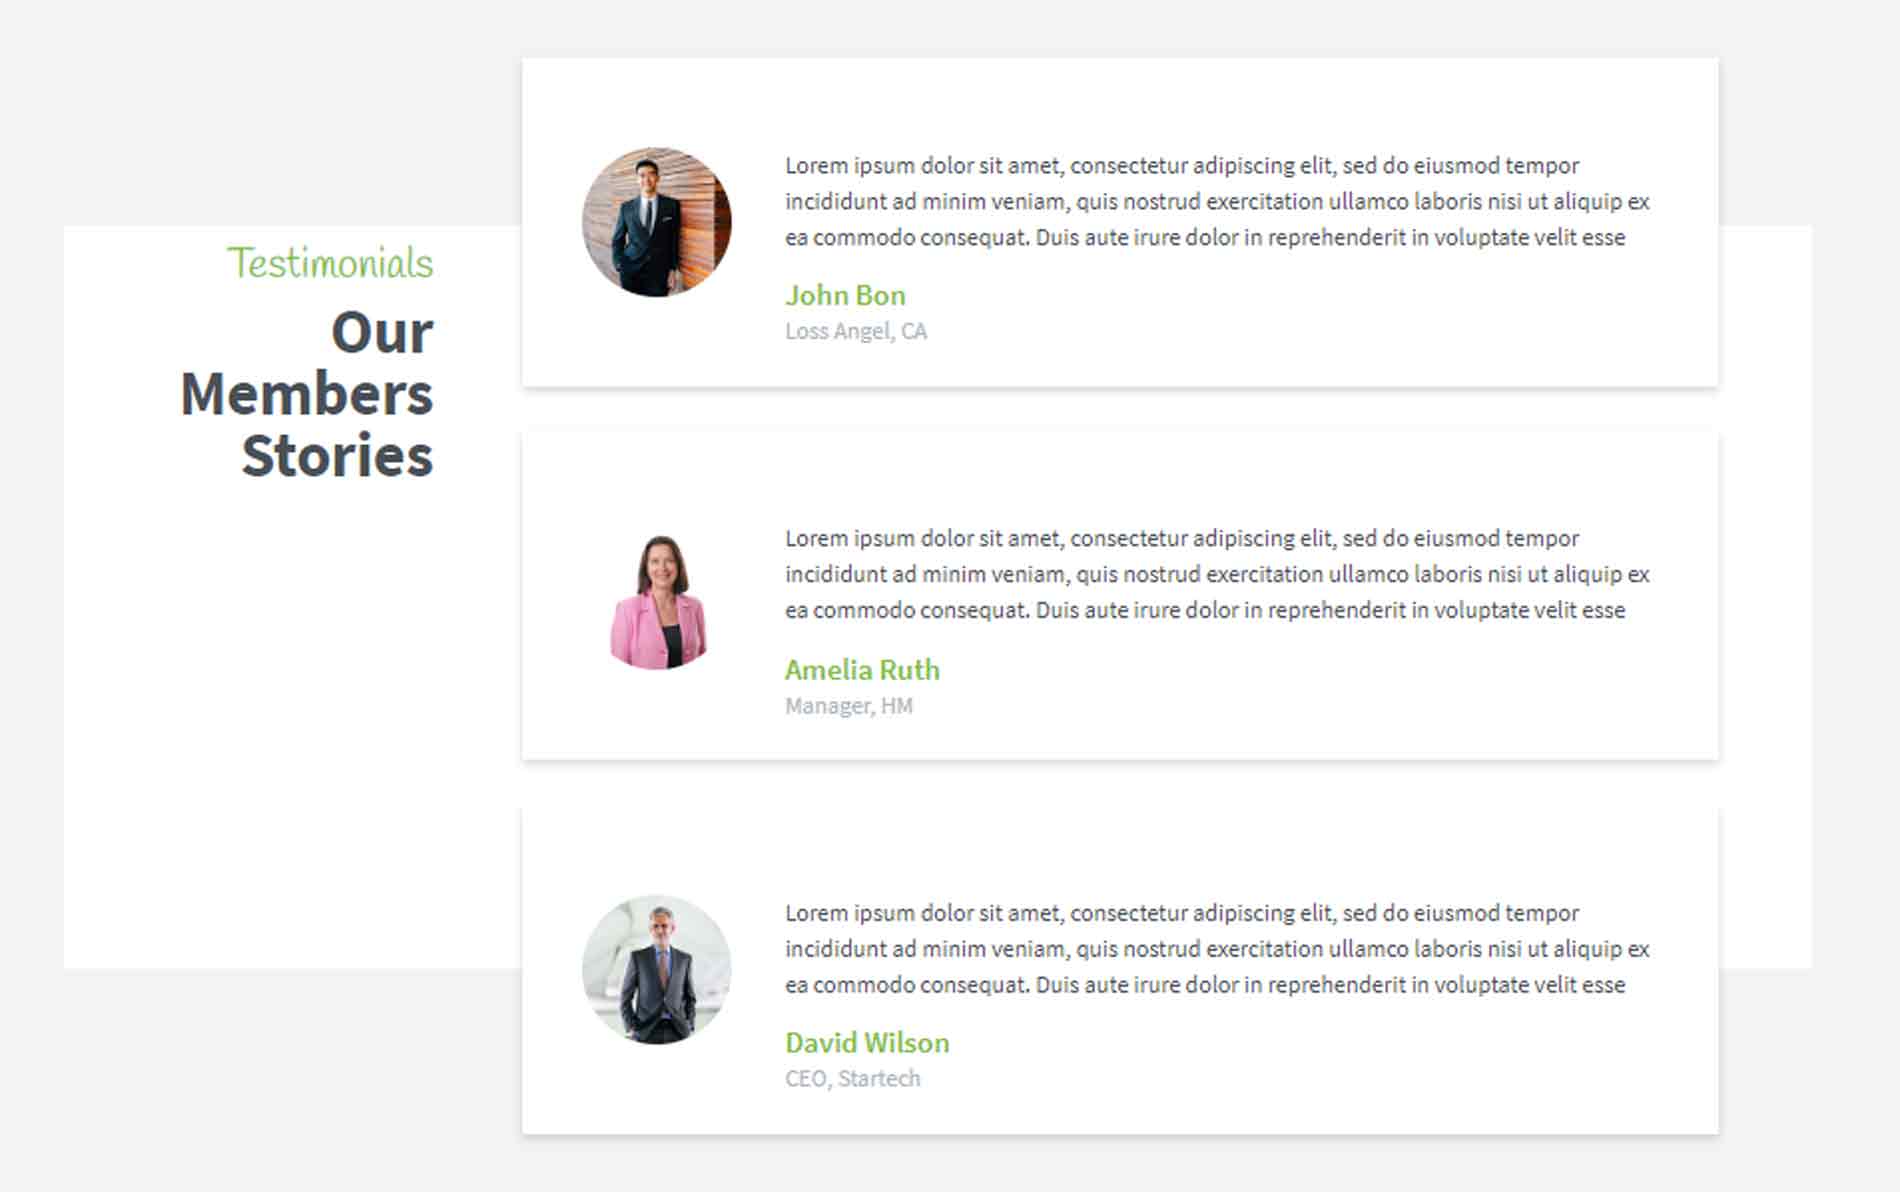 Testimonials
Our
Members
Stories
Lorem ipsum dolor sit amet, consectetur adipiscing elit, sed do eiusmod tempor
incididunt ad minim veniam, quis nostrud exercitation ullamco laboris nisi ut aliquip ex
ea commodo consequat. Duis aute irure dolor in reprehenderit in voluptate velit esse
John Bon
Loss Angel, CA
Lorem ipsum dolor sit amet, consectetur adipiscing elit, sed do eiusmod tempor
incididunt ad minim veniam, quis nostrud exercitation ullamco laboris nisi ut aliquip ex
ea commodo consequat. Duis aute irure dolor in reprehenderit in voluptate velit esse
Amelia Ruth
Manager, HM
Lorem ipsum dolor sit amet, consectetur adipiscing elit, sed do eiusmod tempor
incididunt ad minim veniam, quis nostrud exercitation ullamco laboris nisi ut aliquip ex
ea commodo consequat. Duis aute irure dolor in reprehenderit in voluptate velit esse
David Wilson
CEO, Startech